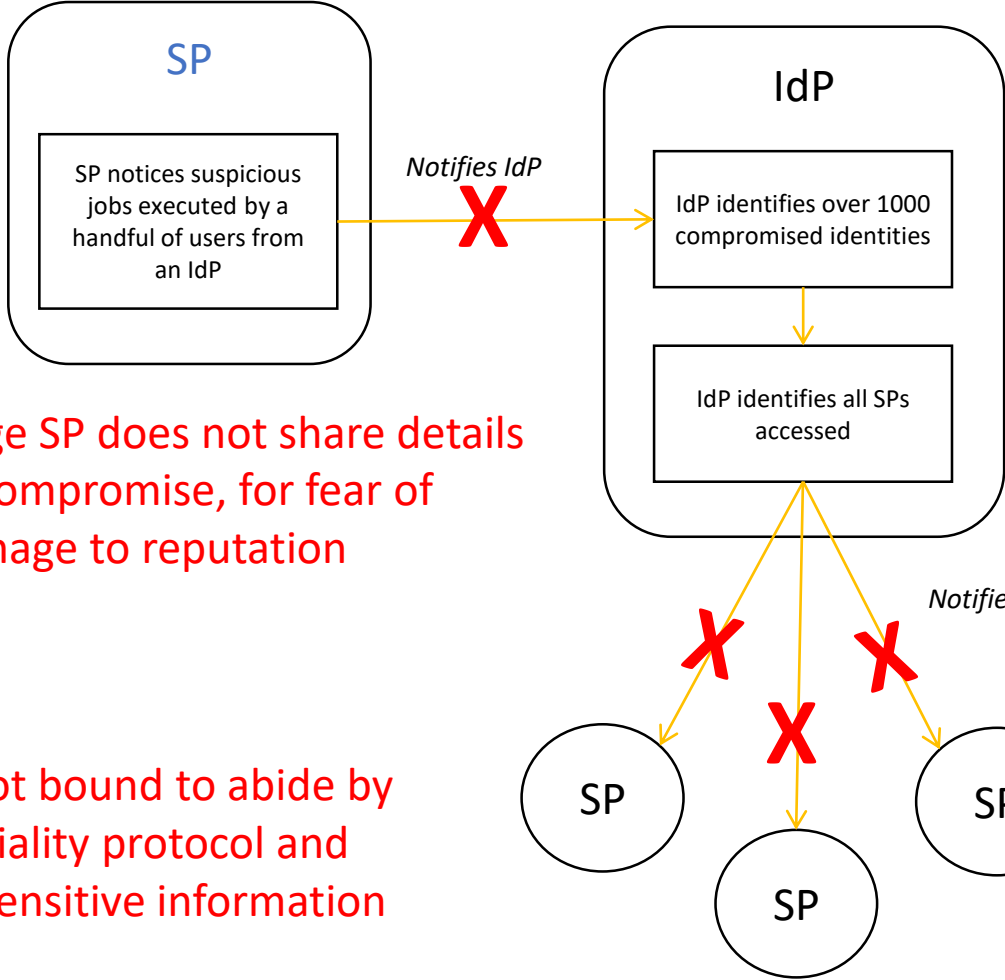 SP
SP notices suspicious
jobs executed by a
handful of users from
an IdP
Notifies IdP
X
IdP
IdP identifies over 1000
compromised identities
IdP identifies all SPs
accessed
ge SP does not share details
ompromise, for fear of
nage to reputation
Notifie
X
X
X
ot bound to abide by
iality protocol and
ensitive information
SP
SP
SP